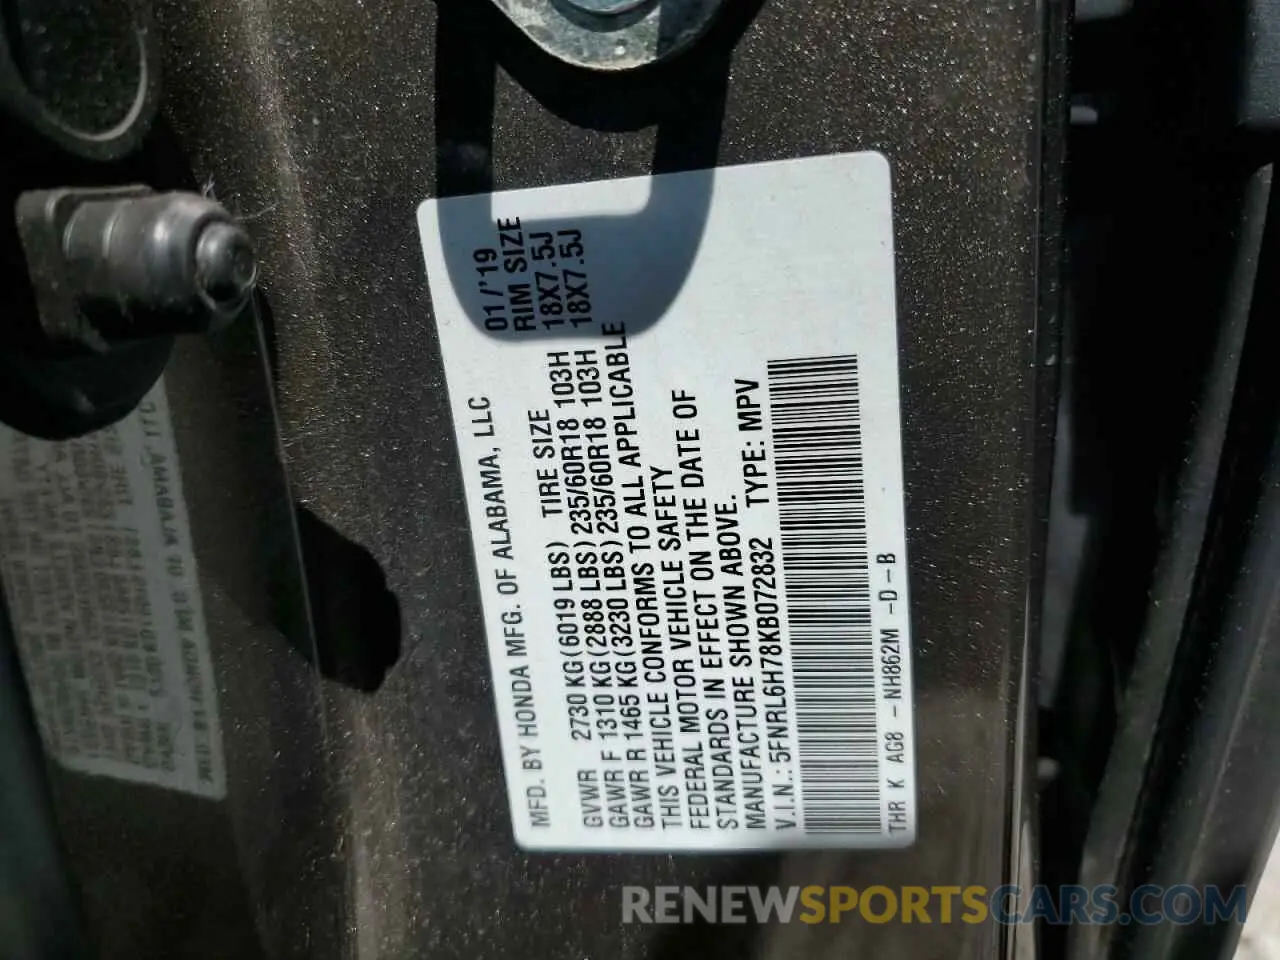 MFD. BY HONDA MFG. OF ALABAMA, LLC 01/'19
GVWR 2730 KG(6019 LBS) TIRE SIZE RIM SIZE
GAWR F 1310 KG(2888 LBS)235/60R18 103H 18X7.5J
GAWR R 1465 KG(3230 LBS)235/60R18 103H 18X7.5J
THIS VEHICLE CONFORMS TO ALL APPLICABLE
FEDERAL MOTOR VEHICLE SAFETY
STANDARDS IN EFFECT ON THE DATE OF
MANUFACTURE SHOWN ABOVE.
V.I.N.: 5FNRL6H78KB072832 TYPE: MPV
THR K AG8 - NH862M -D-B
RENEWSPORTSCARS.COM